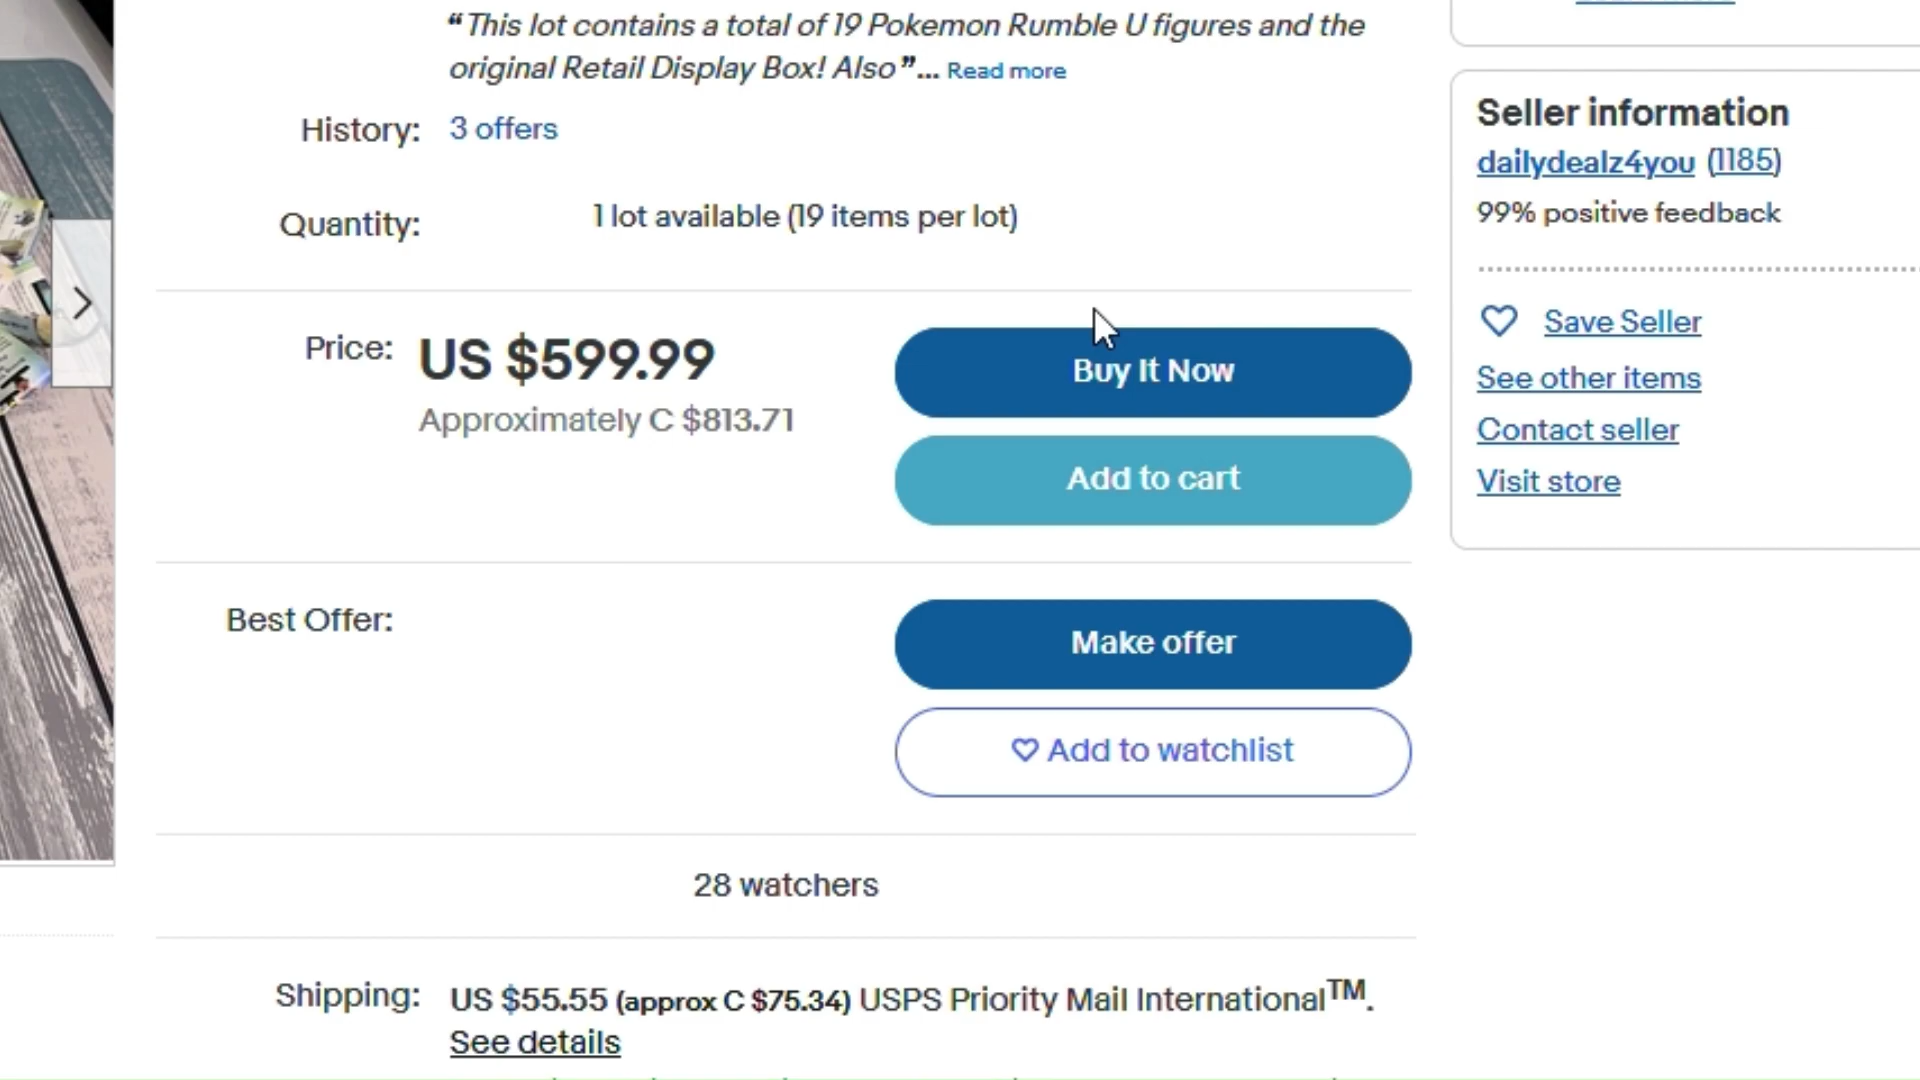 “This lot contains a total of 19 Pokemon Rumble U figures and the
original Retail Display Box! Also”... Read more
History: 3 offers
Quantity: 1 lot available (19 items per lot)
Price: US $599.99
Approximately C $813.71
Buy It Now
Add to cart
Best Offer:
Make offer
Add to watchlist
28 watchers
Shipping: US $55.55 (approx C $75.34) USPS Priority Mail International™.
See details
Seller information
dailydealz4you (1185)
99% positive feedback
Save Seller
See other items
Contact seller
Visit store